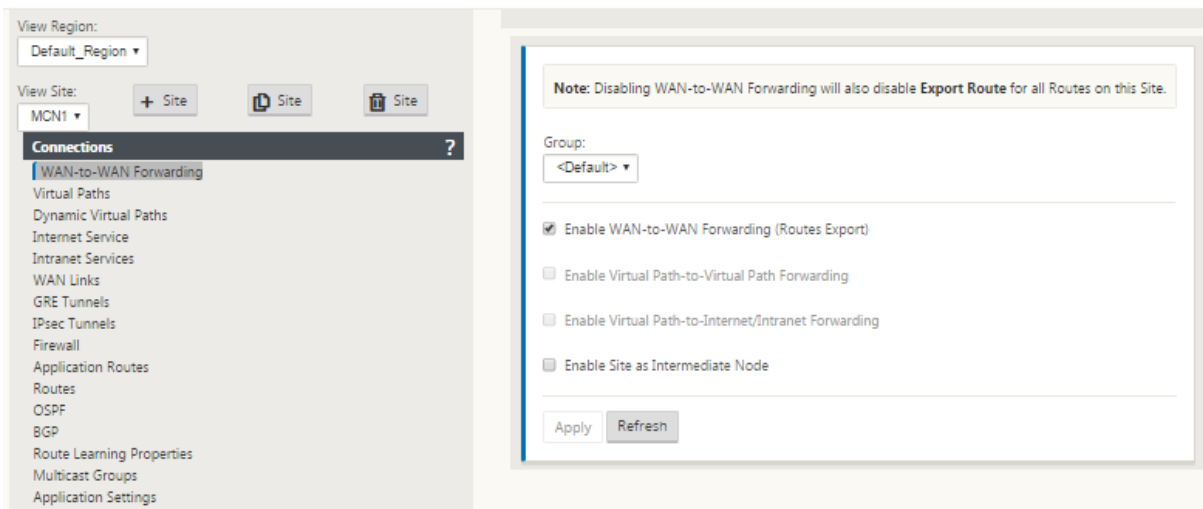 View Region:
Default_Region ▾
View Site:
MCN1 ▾
+ Site
Site
Site
Connections ?
WAN-to-WAN Forwarding
Virtual Paths
Dynamic Virtual Paths
Internet Service
Intranet Services
WAN Links
GRE Tunnels
IPsec Tunnels
Firewall
Application Routes
Routes
OSPF
BGP
Route Learning Properties
Multicast Groups
Application Settings
Note: Disabling WAN-to-WAN Forwarding will also disable Export Route for all Routes on this Site.
Group:
<Default> ▾
Enable WAN-to-WAN Forwarding (Routes Export)
Enable Virtual Path-to-Virtual Path Forwarding
Enable Virtual Path-to-Internet/Intranet Forwarding
Enable Site as Intermediate Node
Apply Refresh